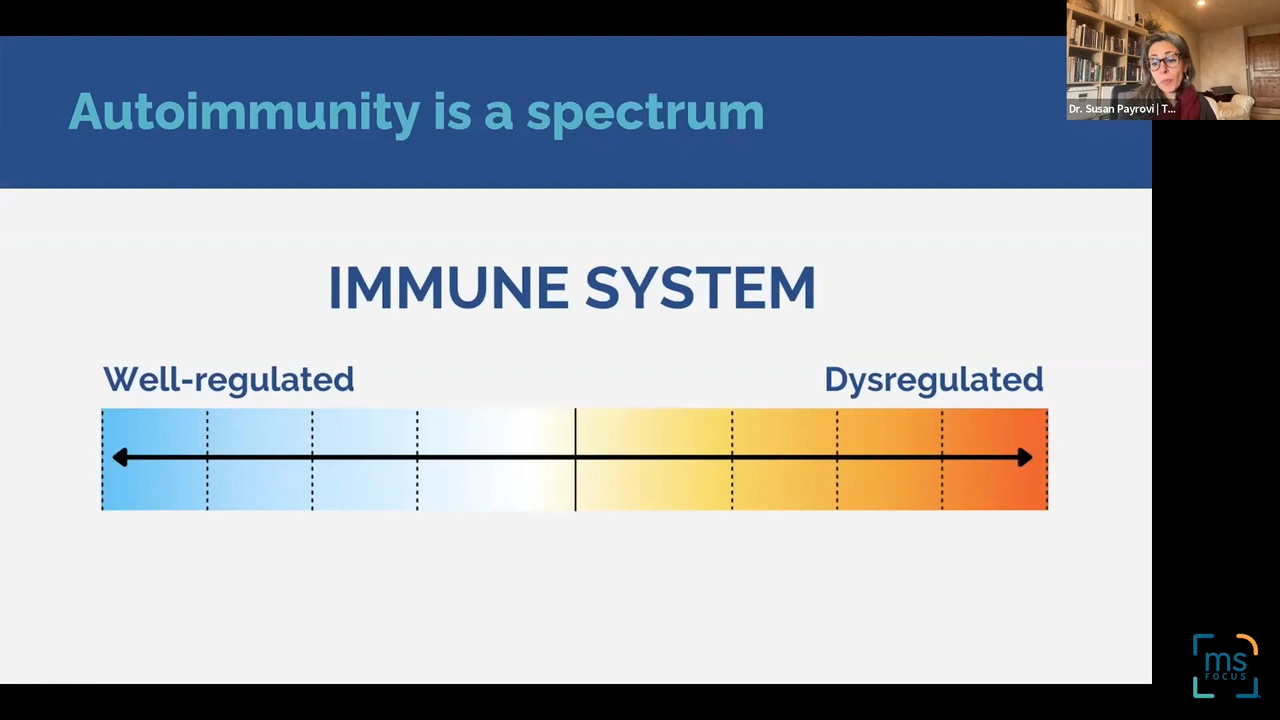 Autoimmunity is a spectrum
Dr. Susan Payrovi | T...
IMMUNE SYSTEM
Well-regulated
Dysregulated
ms
FOCUS